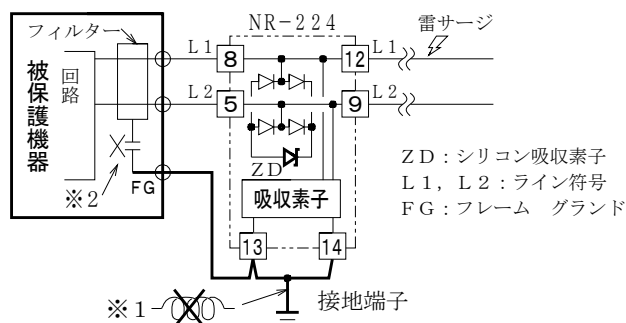 NR-224
フィルター
雷サージ
L1
8
12
L1
回路
被保護機器
L2
5
9
L2
ZD
ZD:シリコン吸収素子
L1,L2:ライン符号
FG:フレーム グランド
※2
FG
吸収素子
13
14
※1
接地端子